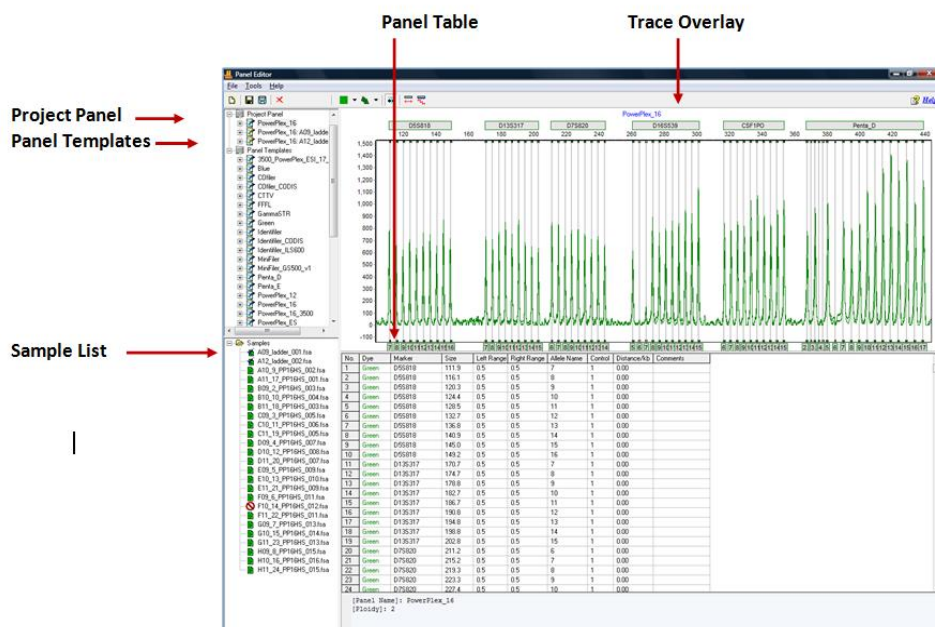 Panel Table
Trace Overlay
Project Panel
Panel Templates
Sample List
Panel Editor
File Tools Help
Help
Project Panel
PowerPlex_16
PowerPlex_16: A09_ladde
PowerPlex_16: A12_ladde
Panel Templates
3500_PowerPlex_ESI_17_
Blue
COfiler
COfiler_CODIS
CTTV
FFFL
GammaSTR
Green
Identifiler
Identifiler_CODIS
Identifiler_ILS600
MiniFiler
MiniFiler_GS500_v1
Penta_D
Penta_E
PowerPlex_12
PowerPlex_16
PowerPlex_16_3500
PowerPlex_ES
PowerPlex_16
D5S818 D13S317 D7S820 D16S539 CSF1PO Penta_D
120 140 160 180 200 220 240 260 280 300 320 340 360 380 400 420 440
1,500
1,400
1,300
1,200
1,100
1,000
900
800
700
600
500
400
300
200
100
0
-100
Samples
A09_ladder_001.fsa
A12_ladder_002.fsa
A10_9_PP16HS_002.fsa
A11_17_PP16HS_001.fsa
B09_2_PP16HS_003.fsa
B10_10_PP16HS_004.fsa
B11_18_PP16HS_003.fsa
C09_3_PP16HS_005.fsa
C10_11_PP16HS_006.fsa
C11_19_PP16HS_005.fsa
D09_4_PP16HS_007.fsa
D10_12_PP16HS_008.fsa
D11_20_PP16HS_007.fsa
E09_5_PP16HS_009.fsa
E10_13_PP16HS_010.fsa
E11_21_PP16HS_009.fsa
F09_6_PP16HS_011.fsa
F10_14_PP16HS_012.fsa
F11_22_PP16HS_011.fsa
G09_7_PP16HS_013.fsa
G10_15_PP16HS_014.fsa
G11_23_PP16HS_013.fsa
H09_8_PP16HS_015.fsa
H10_16_PP16HS_016.fsa
H11_24_PP16HS_015.fsa
No. Dye Marker Size Left Range Right Range Allele Name Control Distance/kb Comments
1 Green D5S818 111.9 0.5 0.5 7 1 0.00
2 Green D5S818 116.1 0.5 0.5 8 1 0.00
3 Green D5S818 120.3 0.5 0.5 9 1 0.00
4 Green D5S818 124.4 0.5 0.5 10 1 0.00
5 Green D5S818 128.5 0.5 0.5 11 1 0.00
6 Green D5S818 132.7 0.5 0.5 12 1 0.00
7 Green D5S818 136.8 0.5 0.5 13 1 0.00
8 Green D5S818 140.9 0.5 0.5 14 1 0.00
9 Green D5S818 145.0 0.5 0.5 15 1 0.00
10 Green D5S818 149.2 0.5 0.5 16 1 0.00
11 Green D13S317 170.7 0.5 0.5 7 1 0.00
12 Green D13S317 174.7 0.5 0.5 8 1 0.00
13 Green D13S317 178.8 0.5 0.5 9 1 0.00
14 Green D13S317 182.7 0.5 0.5 10 1 0.00
15 Green D13S317 186.7 0.5 0.5 11 1 0.00
16 Green D13S317 190.8 0.5 0.5 12 1 0.00
17 Green D13S317 194.8 0.5 0.5 13 1 0.00
18 Green D13S317 198.8 0.5 0.5 14 1 0.00
19 Green D13S317 202.8 0.5 0.5 15 1 0.00
20 Green D7S820 211.2 0.5 0.5 6 1 0.00
21 Green D7S820 215.2 0.5 0.5 7 1 0.00
22 Green D7S820 219.3 0.5 0.5 8 1 0.00
23 Green D7S820 223.3 0.5 0.5 9 1 0.00
24 Green D7S820 227.4 0.5 0.5 10 1 0.00
[Panel Name]: PowerPlex_16
[Ploidy]: 2